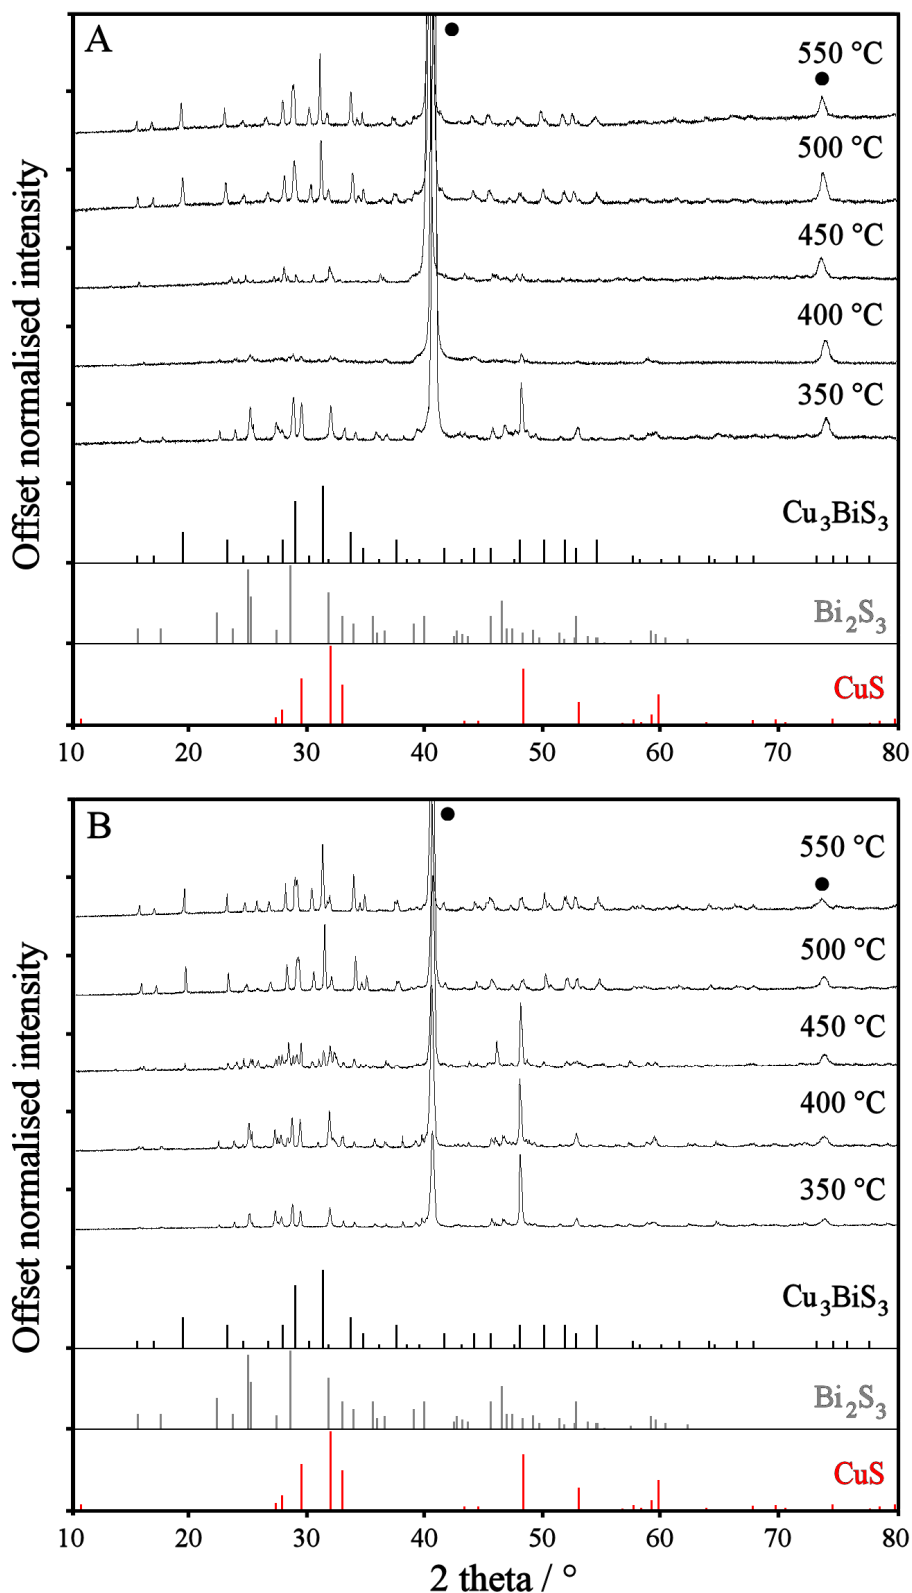 A
550 °C
500 °C
450 °C
400 °C
350 °C
Cu₃BiS₃
Bi₂S₃
CuS
Offset normalised intensity
10 20 30 40 50 60 70 80
B
550 °C
500 °C
450 °C
400 °C
350 °C
Cu₃BiS₃
Bi₂S₃
CuS
Offset normalised intensity
10 20 30 40 50 60 70 80
2 theta / °